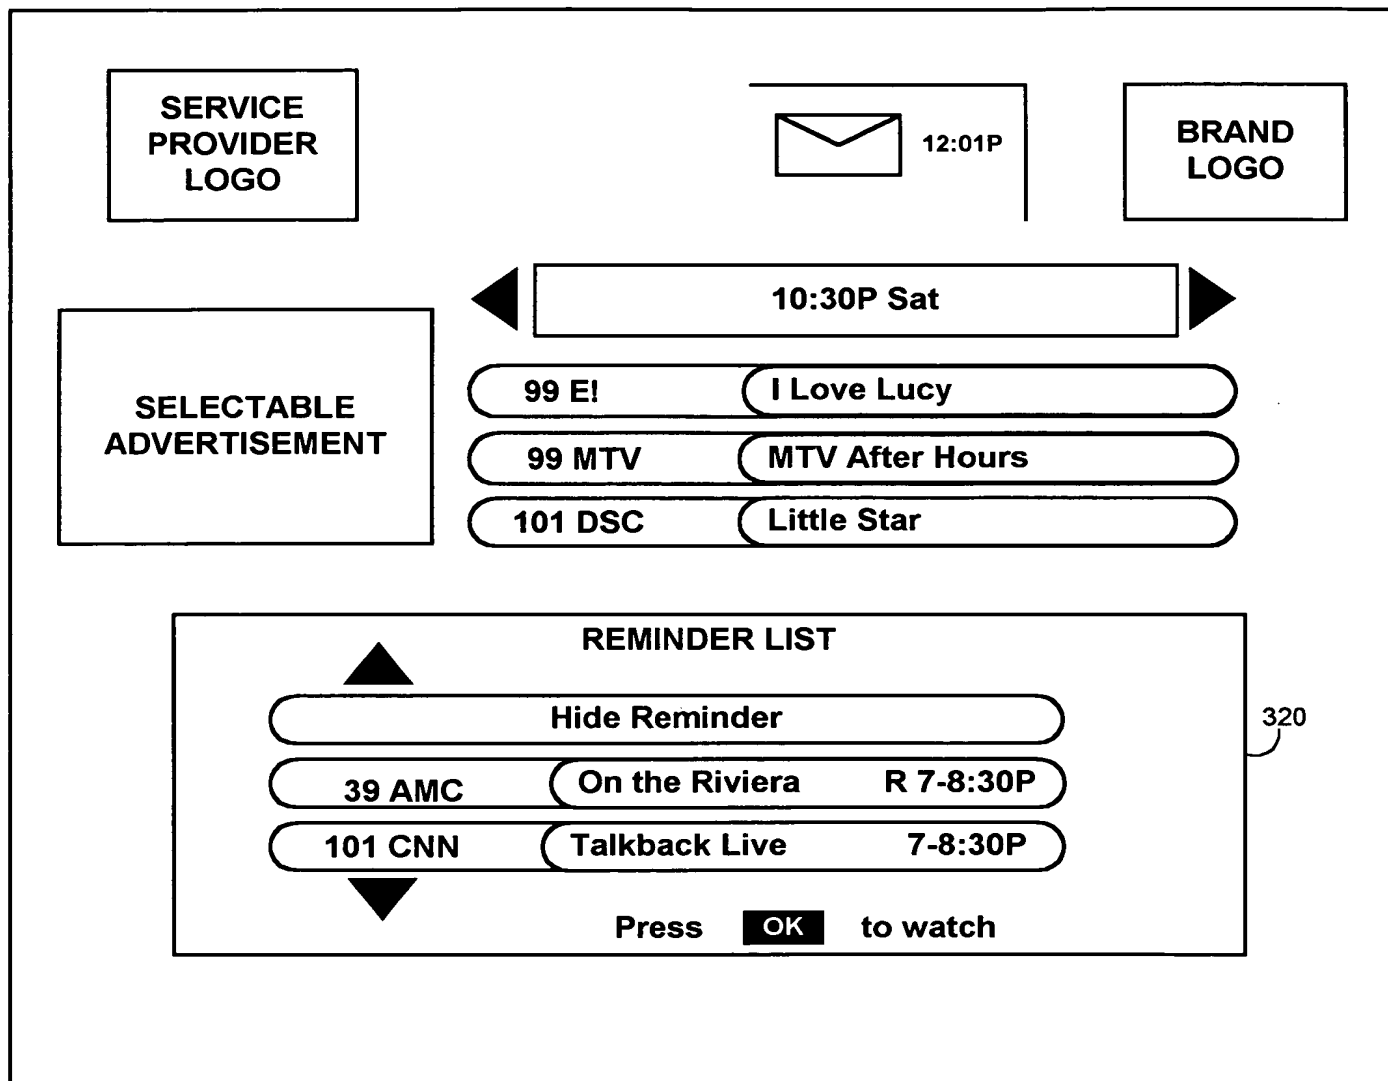 SERVICE
PROVIDER
LOGO
12:01P
BRAND
LOGO
10:30P Sat
SELECTABLE
ADVERTISEMENT
99 E! I Love Lucy
99 MTV MTV After Hours
101 DSC Little Star
REMINDER LIST
Hide Reminder
39 AMC On the Riviera R 7-8:30P
101 CNN Talkback Live 7-8:30P
Press OK to watch
320